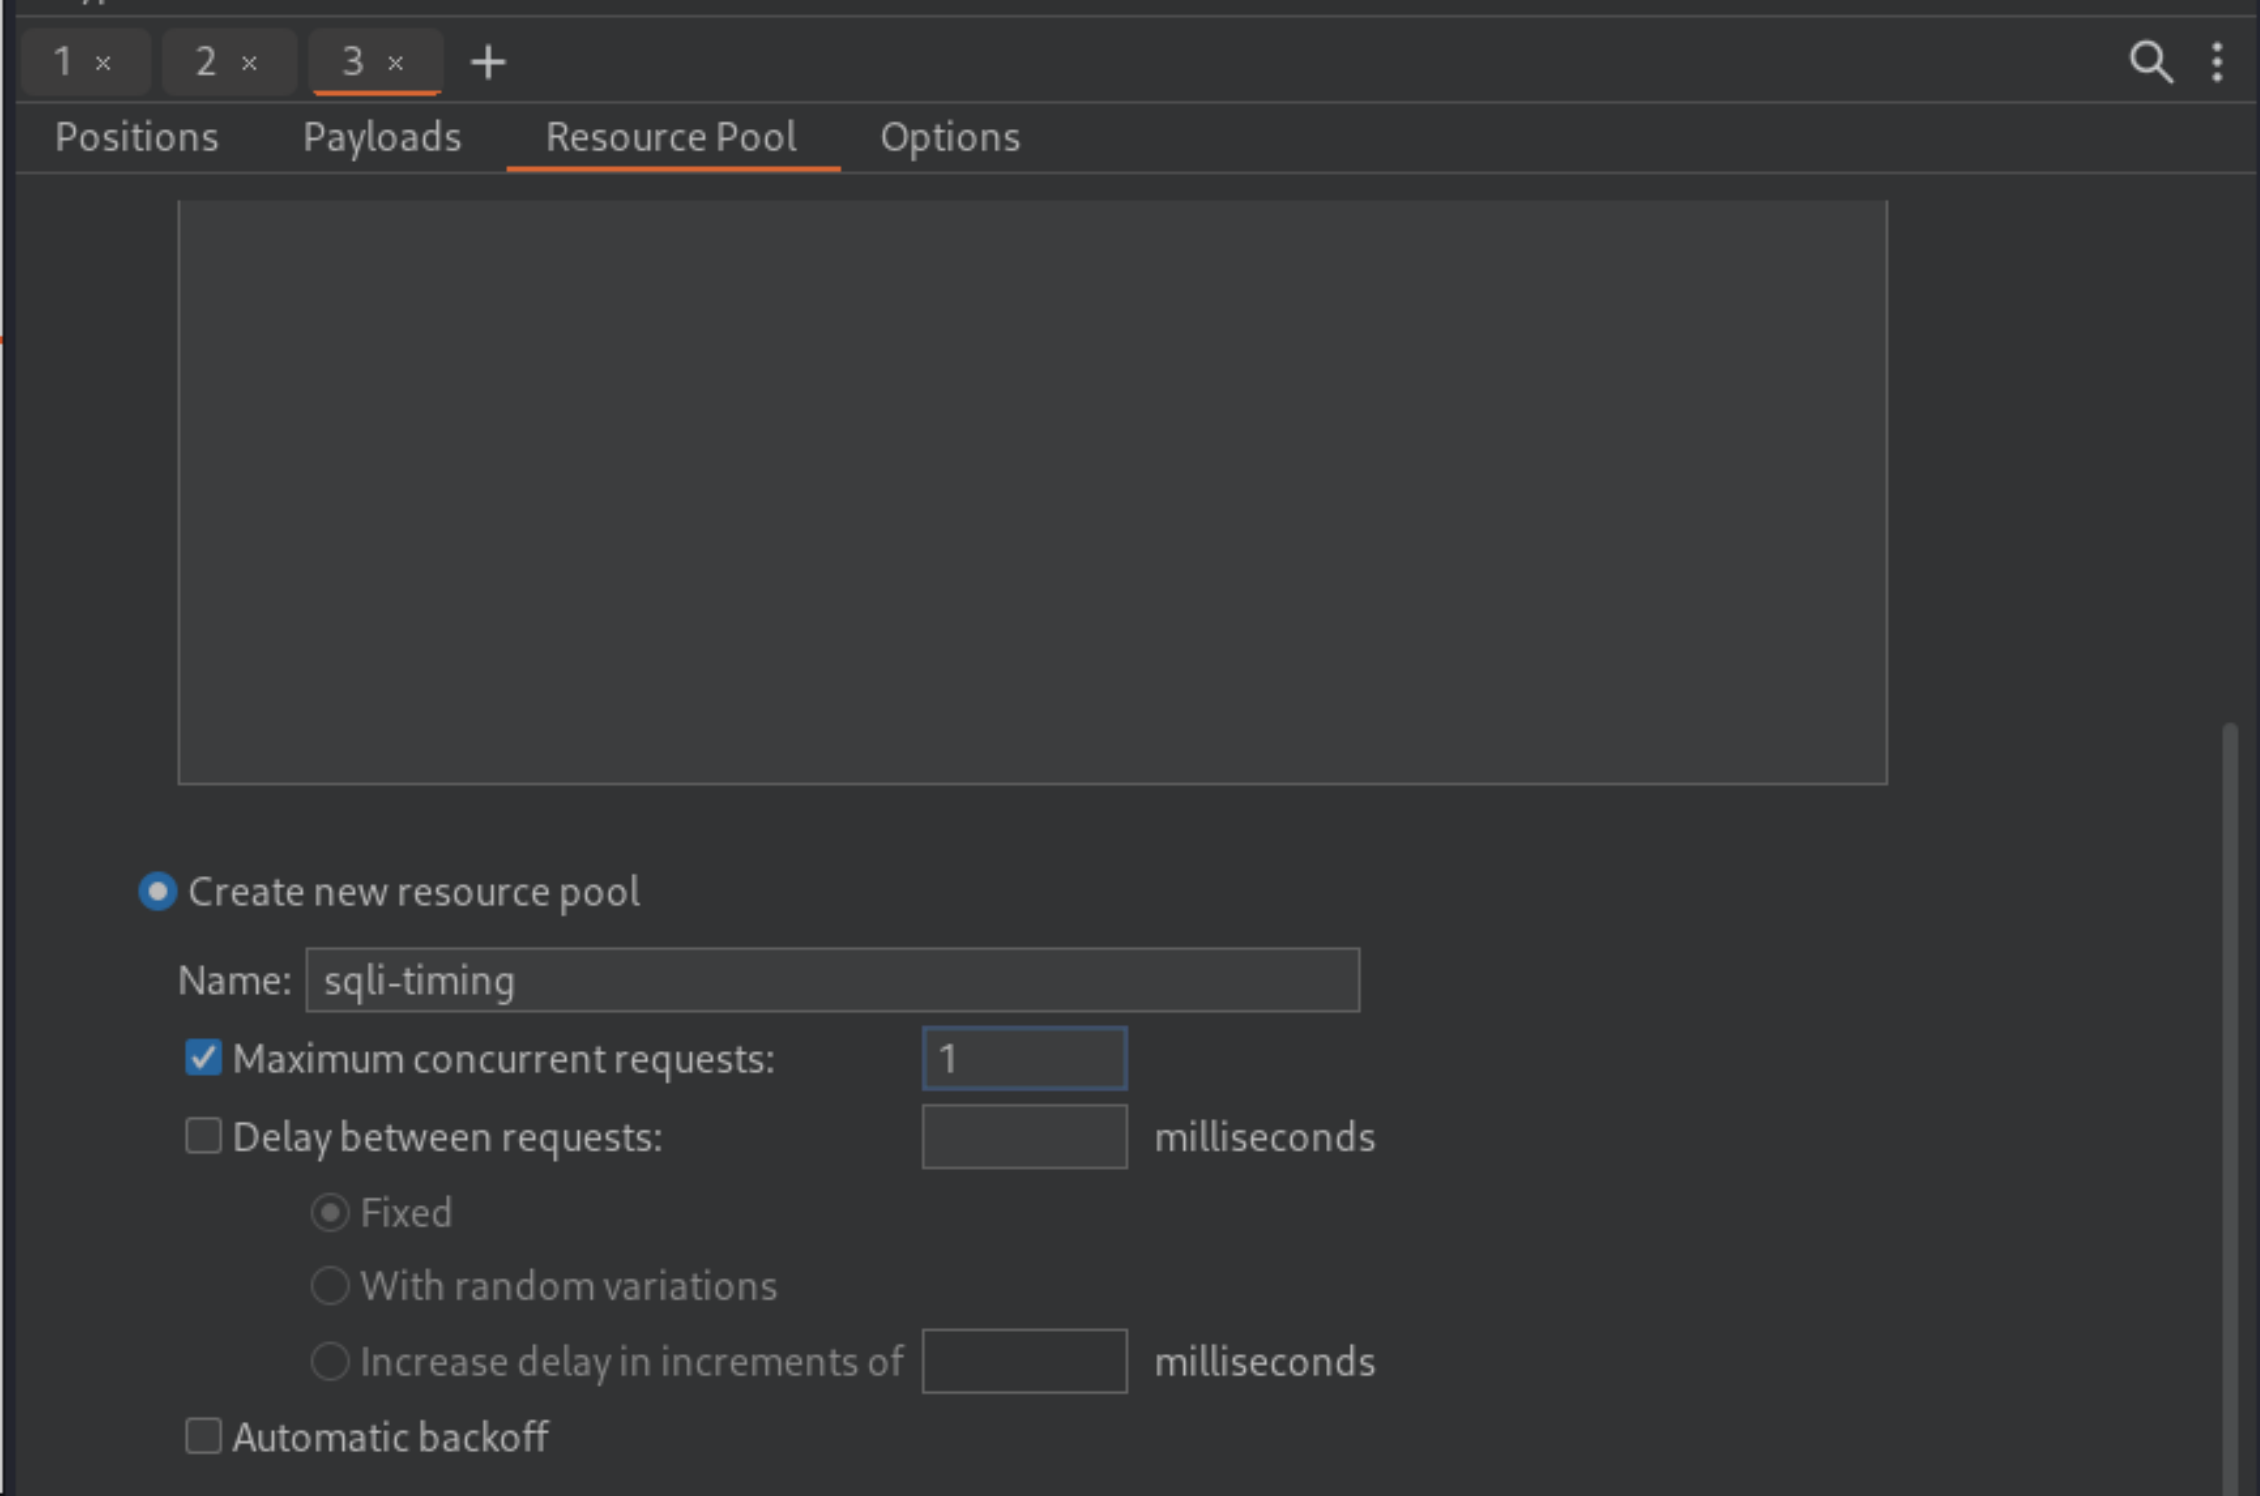 1 × 2 × 3 × +
Positions Payloads Resource Pool Options
Create new resource pool
Name: sqli-timing
Maximum concurrent requests: 1
Delay between requests: milliseconds
Fixed
With random variations
Increase delay in increments of milliseconds
Automatic backoff